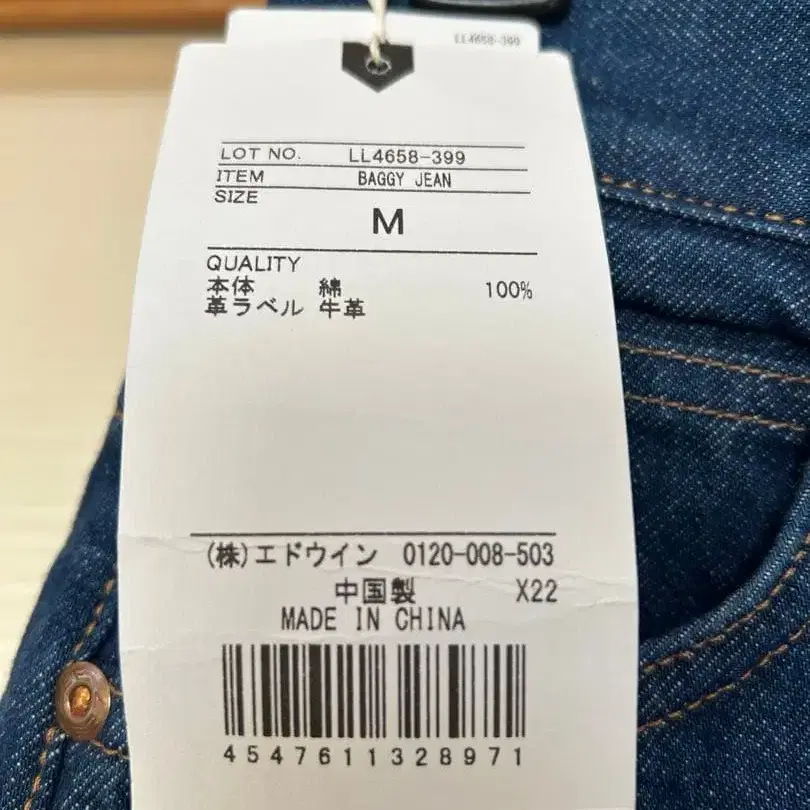 LL4658-399
LOT NO. LL4658-399
ITEM BAGGY JEAN
SIZE
M
QUALITY
本体 綿 100%
革ラベル 牛革
(株)エドウイン 0120-008-503
中国製 X22
MADE IN CHINA
4547611328971